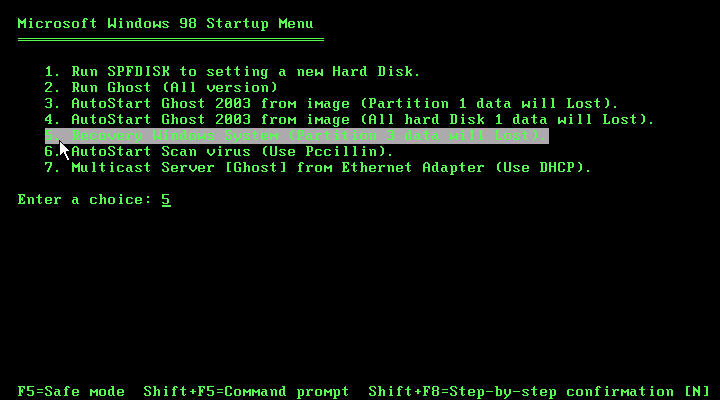 Microsoft Windows 98 Startup Menu
1. Run SPFDISK to setting a new Hard Disk.
2. Run Ghost (All version)
3. AutoStart Ghost 2003 from image (Partition 1 data will Lost).
4. AutoStart Ghost 2003 from image (All hard Disk 1 data will Lost).
5. Recovery Windows System (Partition 3 Data will Lost).
6. AutoStart Scan virus (Use Pccillin).
7. Multicast Server [Ghost] from Ethernet Adapter (Use DHCP).
Enter a choice: 5
F5=Safe mode  Shift+F5=Command prompt  Shift+F8=Step-by-step confirmation [N]